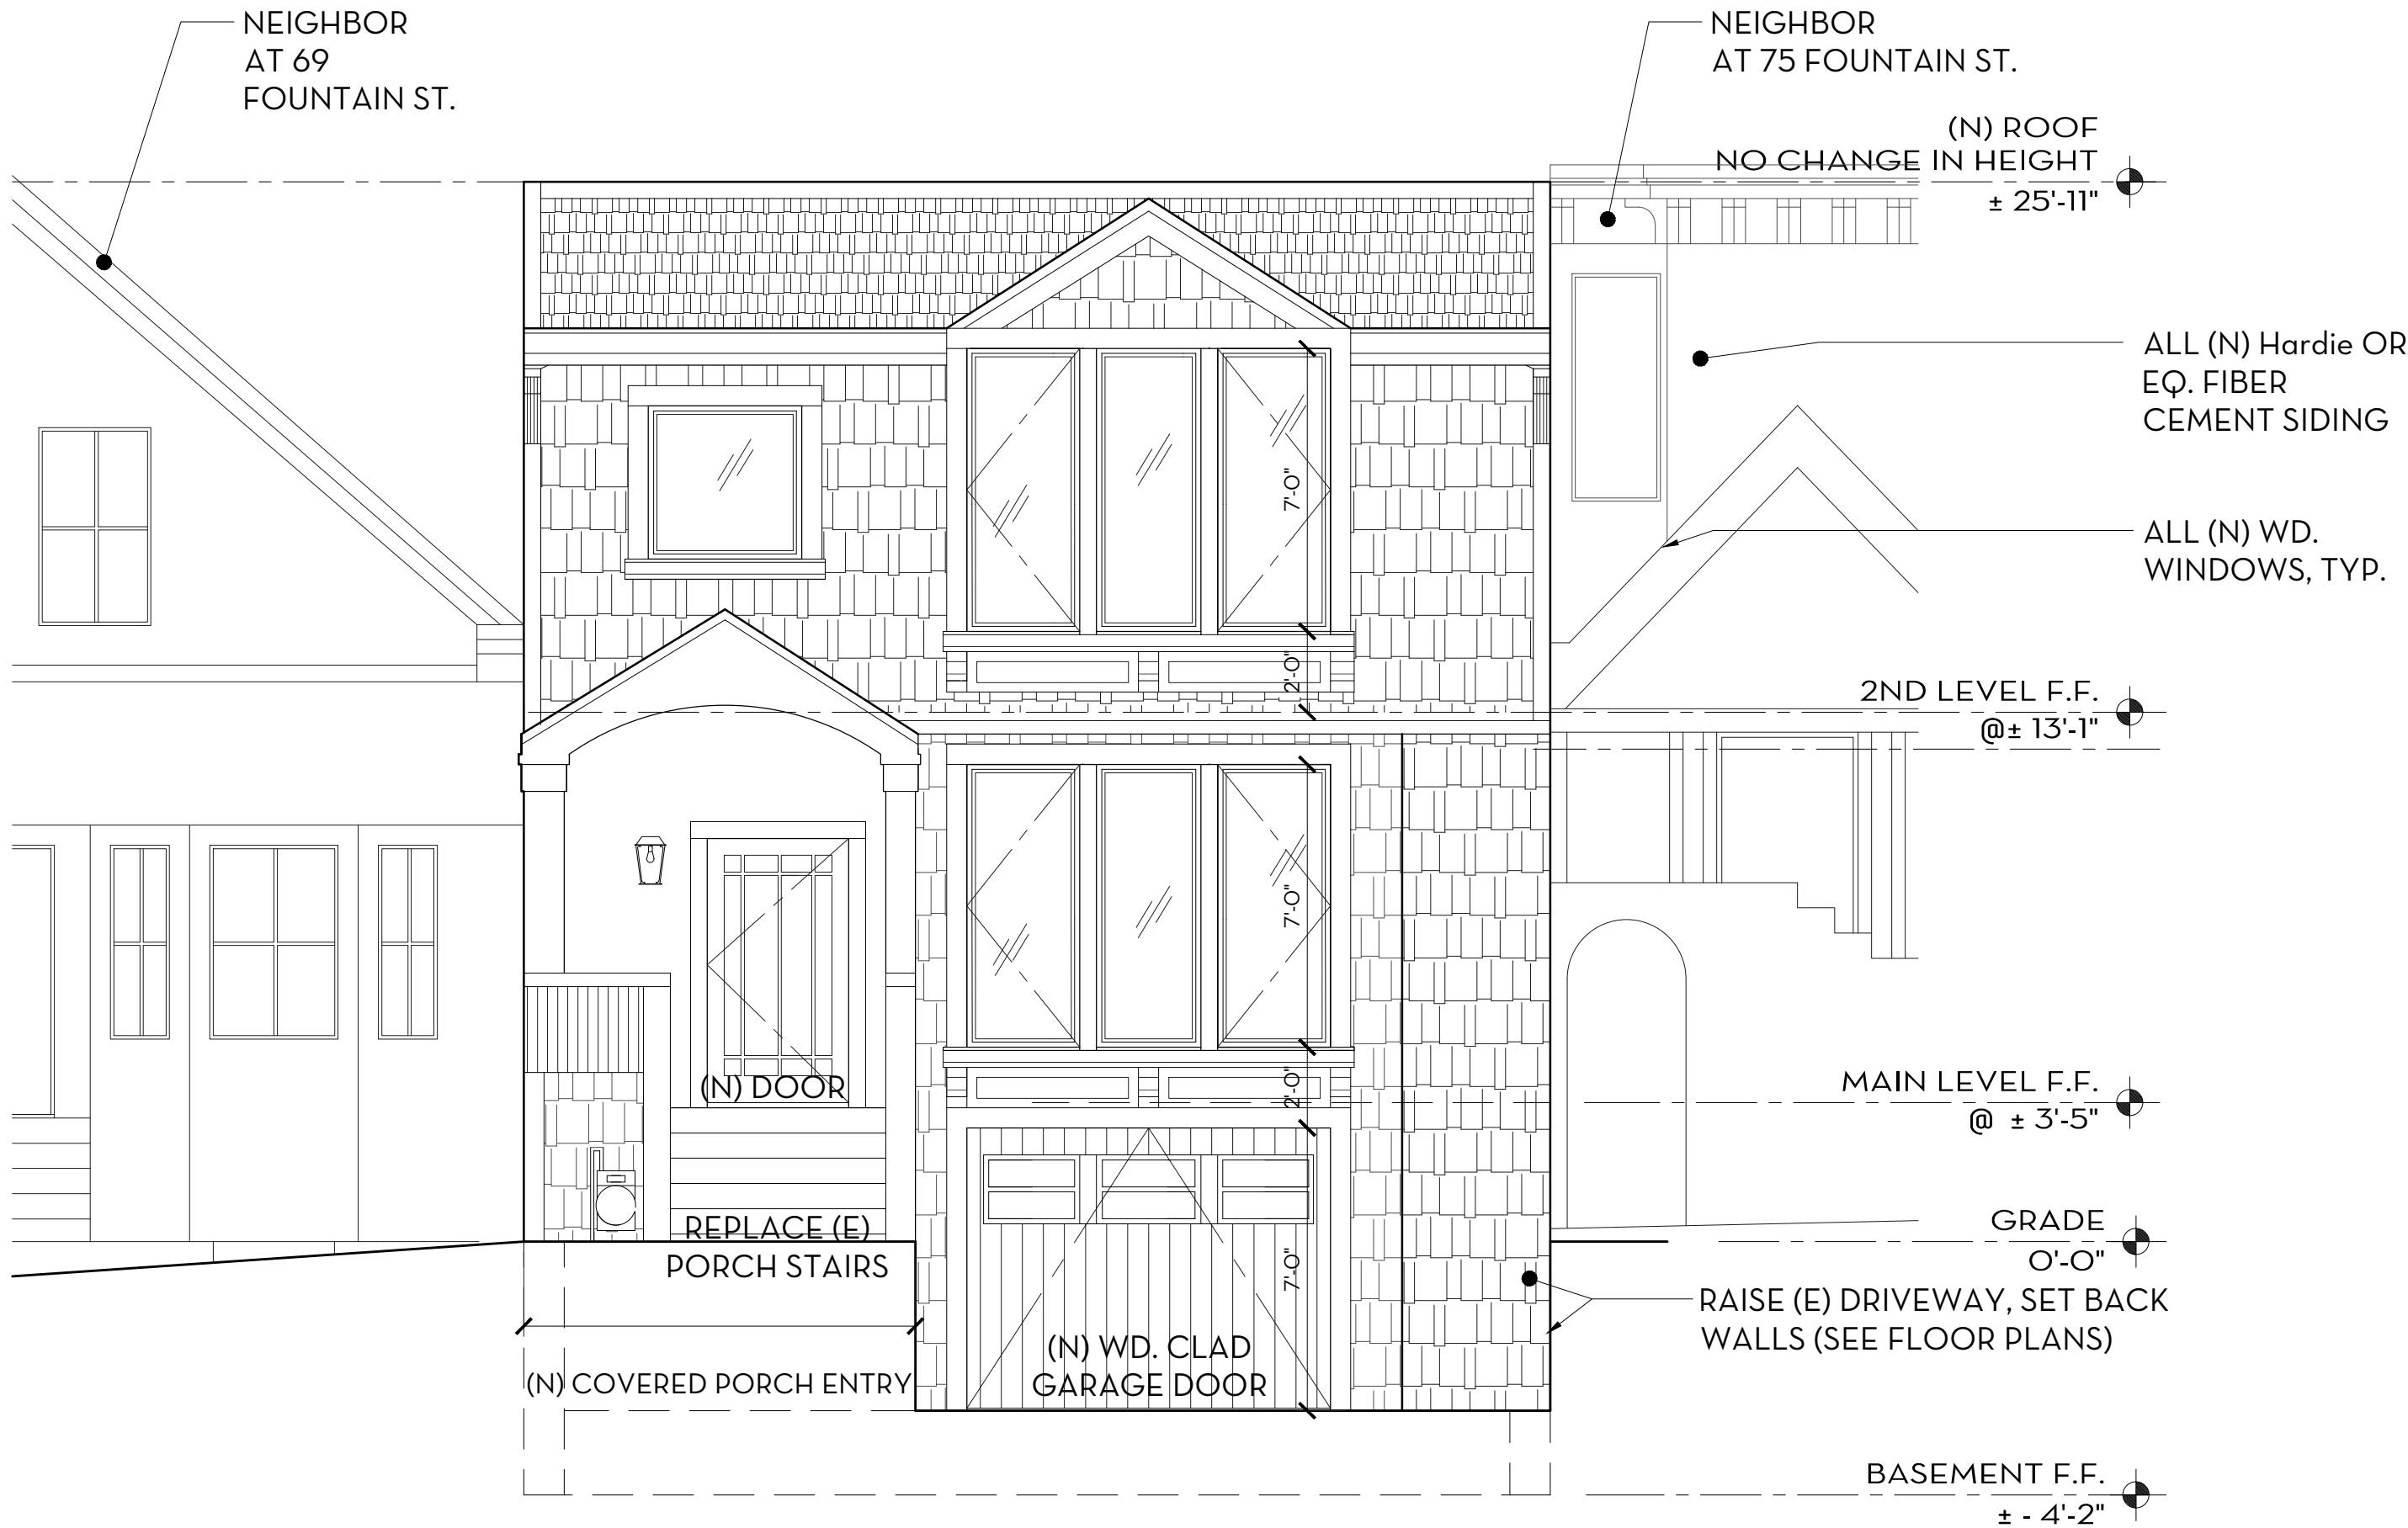 NEIGHBOR
AT 69
FOUNTAIN ST.
NEIGHBOR
AT 75 FOUNTAIN ST.
(N) ROOF
NO CHANGE IN HEIGHT
± 25'-11"
ALL (N) Hardie OR
EQ. FIBER
CEMENT SIDING
ALL (N) WD.
WINDOWS, TYP.
7'-0"
2'-0"
2ND LEVEL F.F.
@± 13'-1"
7'-0"
2'-0"
(N) DOOR
MAIN LEVEL F.F.
@ ± 3'-5"
REPLACE (E)
PORCH STAIRS
GRADE
0'-0"
7'-0"
RAISE (E) DRIVEWAY, SET BACK
WALLS (SEE FLOOR PLANS)
(N) WD. CLAD
GARAGE DOOR
(N) COVERED PORCH ENTRY
BASEMENT F.F.
± - 4'-2"